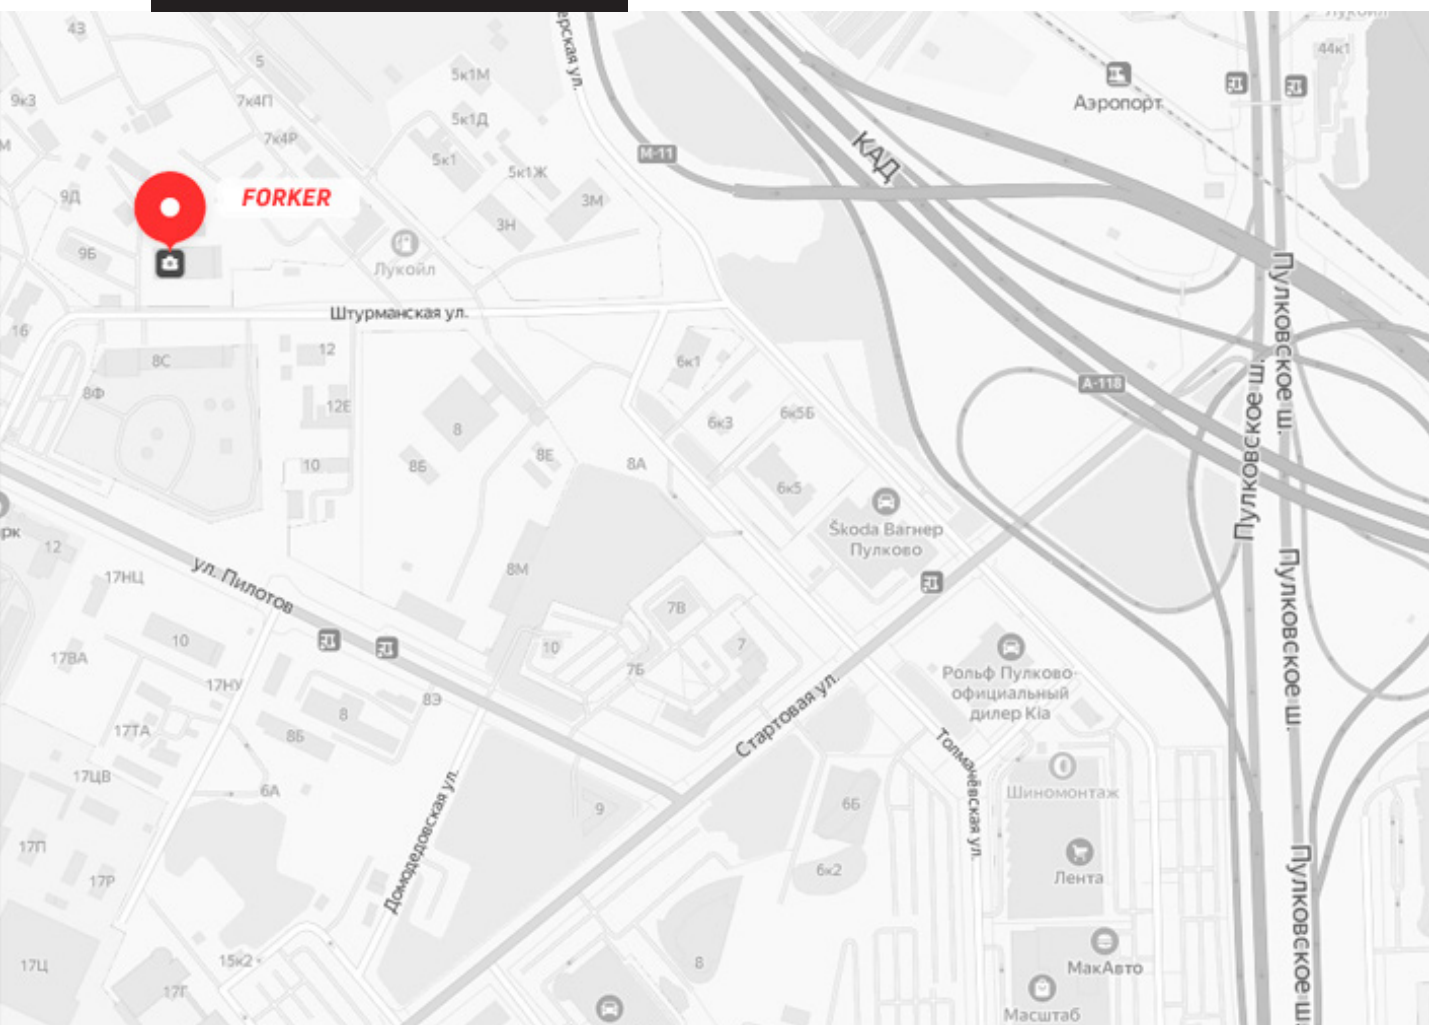 43
5
5к1М
44к1
9к3
7к4П
Аэропорт
5к1Д
7к4Р
КАД
М-11
5к1
5к1Ж
9Д
FORKER
3М
3Н
9Б
Лукойл
Штурманская ул.
16
12
8С
6к1
А-118
8Ф
12Е
6к3
6к5Б
8
10
8Б
8Е
8А
6к5
Škoda Вагнер
Пулково
Пулковское ш.
Пулковское ш.
12
17НЦ
ул. Пилотов
8М
7В
10
10
7
7Б
17ВА
17НУ
8Э
8
8Б
17ТА
Рольф Пулково-
официальный
дилер Kia
Стартовая ул.
Толмачёвская ул.
Пулковское ш.
17ЦВ
6А
Домодедовская ул.
9
6Б
Шиномонтаж
17П
17Р
6к2
Лента
Пулковское ш.
17Ц
15к2
17Г
8
МакАвто
Масштаб